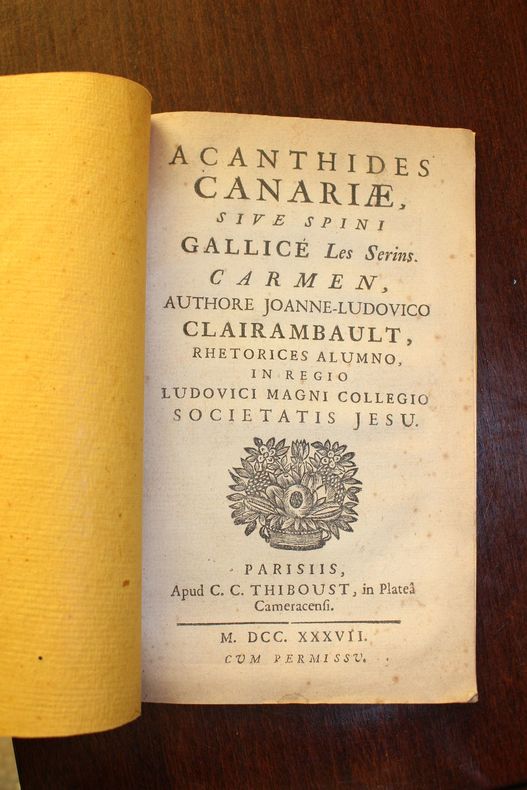 ACANTHIDES
CANARIÆ,
SIVE SPINI
GALLICÉ Les Serins.
CARMEN,
AUTHORE JOANNE-LUDOVICO
CLAIRAMBAULT,
RHETORICES ALUMNO,
IN REGIO
LUDOVICI MAGNI COLLEGIO
SOCIETATIS JESU.
PARISIIS,
Apud C. C. THIBOUST, in Plateâ
Cameracensi.
M. DCC. XXXVII.
CUM PERMISSU.